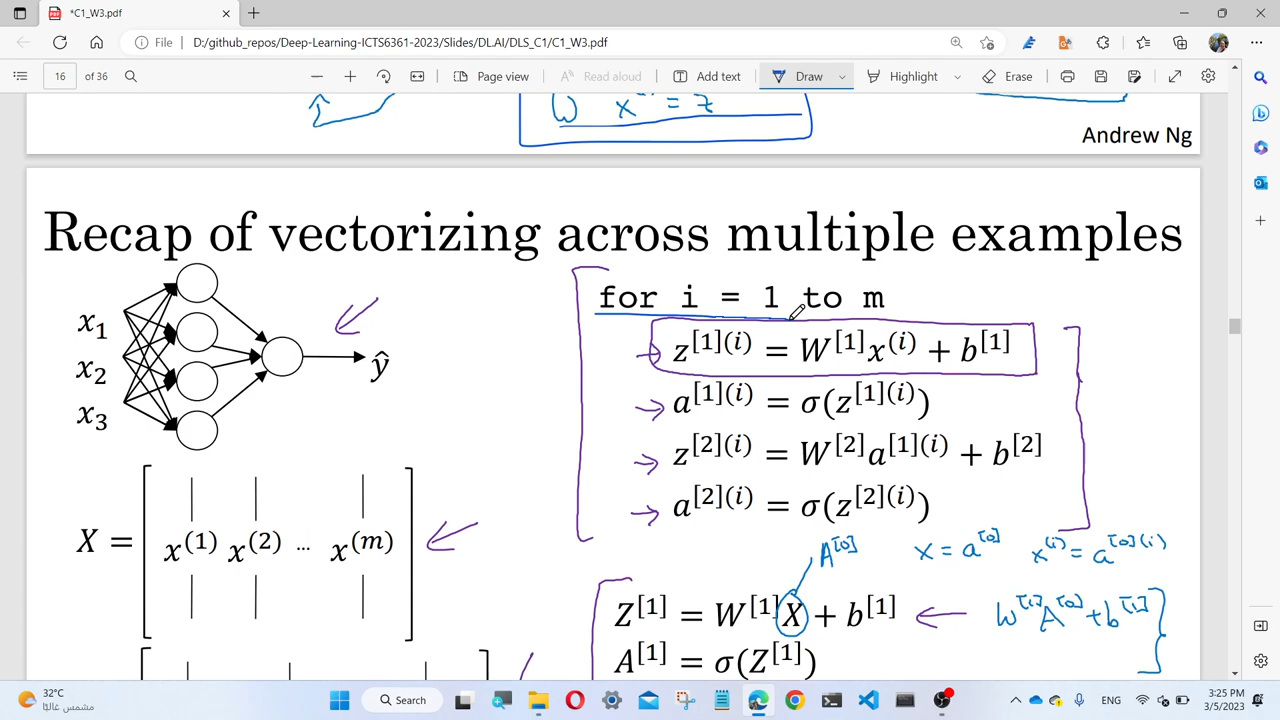 *C1_W3.pdf
File
D:/github_repos/Deep-Learning-ICTS6361-2023/Slides/DL.AI/DLS_C1/C1_W3.pdf
16 of 36
Page view
Read aloud
Add text
Draw
Highlight
Erase
W x = z
Andrew Ng
Recap of vectorizing across multiple examples
x₁
x₂
x₃
ŷ
for i = 1 to m
z^{[1](i)} = W^{[1]}x^{(i)} + b^{[1]}
a^{[1](i)} = σ(z^{[1](i)})
z^{[2](i)} = W^{[2]}a^{[1](i)} + b^{[2]}
a^{[2](i)} = σ(z^{[2](i)})
X = x^{(1)} x^{(2)} … x^{(m)}
A^{[0]} x = a^{[0]} x^{(i)} = a^{[0](i)}
Z^{[1]} = W^{[1]}X + b^{[1]} W^{[1]}A^{[0]} + b^{[1]}
A^{[1]} = σ(Z^{[1]})
32°C
مشمس غالبًا
Search
ENG
3:25 PM
3/5/2023